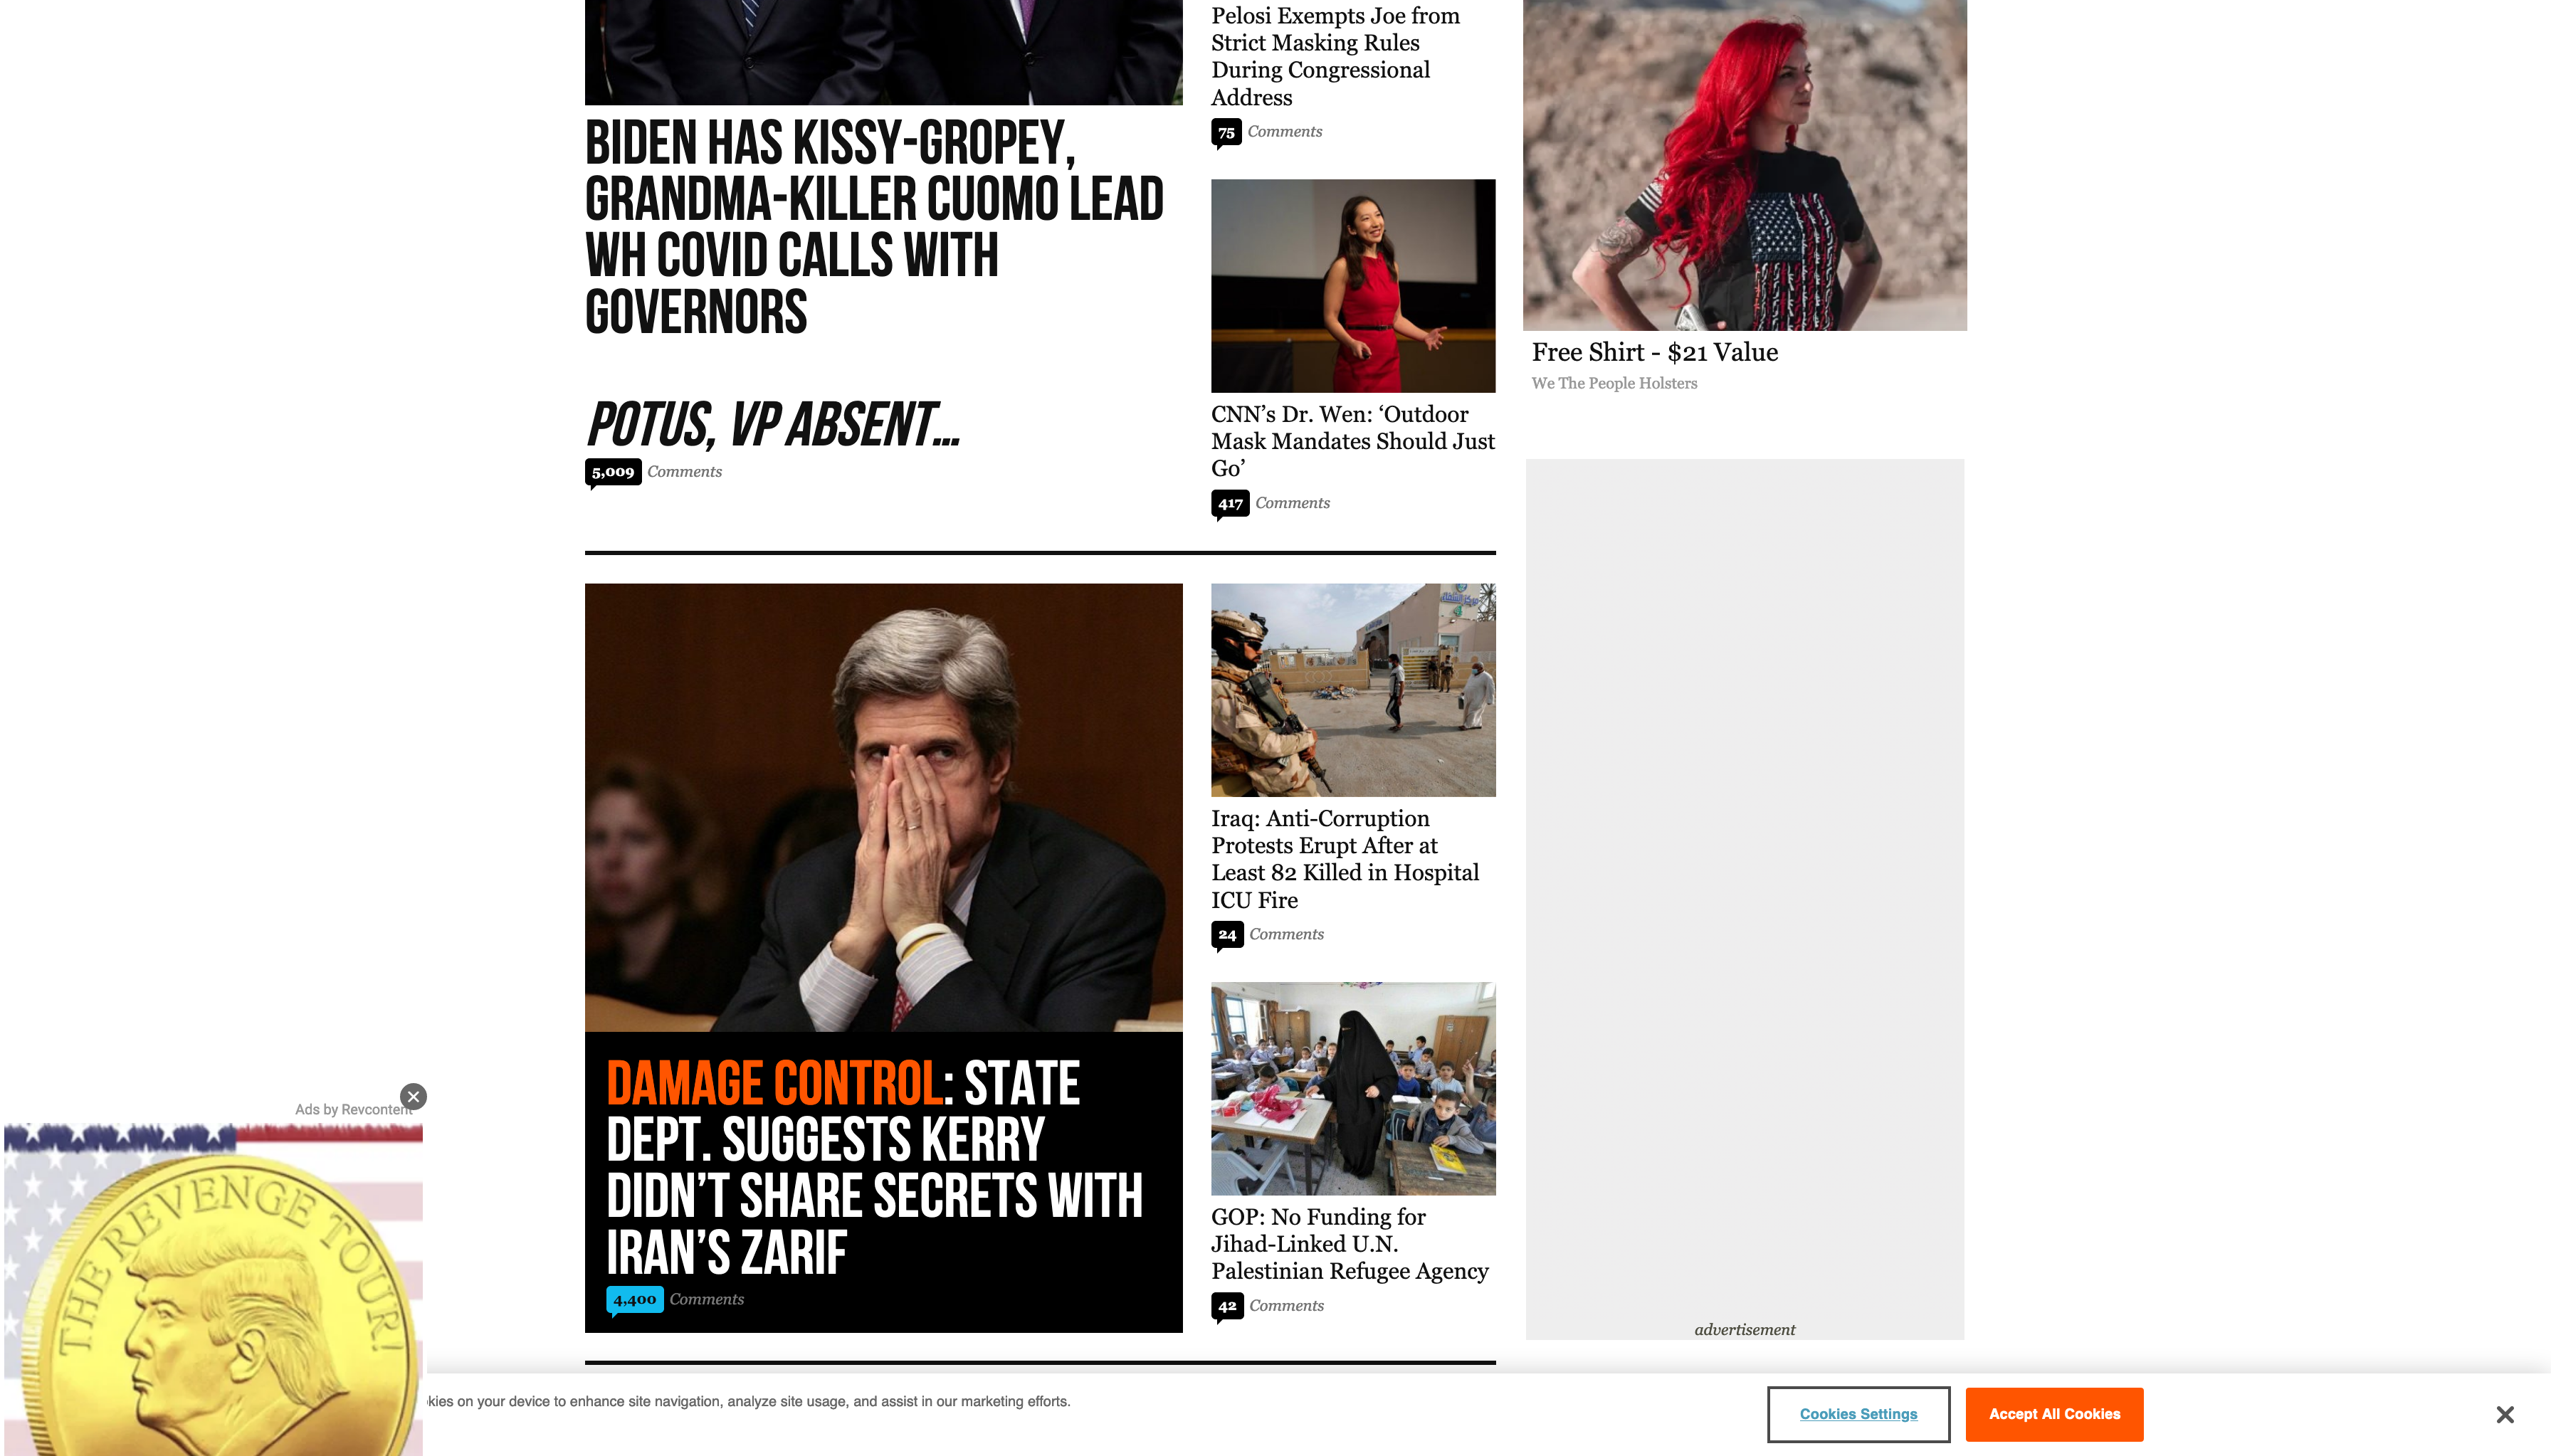 BIDEN HAS KISSY-GROPEY,
GRANDMA-KILLER CUOMO LEAD
WH COVID CALLS WITH
GOVERNORS
POTUS, VP ABSENT...
5,009 Comments
Pelosi Exempts Joe from
Strict Masking Rules
During Congressional
Address
75 Comments
CNN’s Dr. Wen: ‘Outdoor
Mask Mandates Should Just
Go’
417 Comments
Free Shirt - $21 Value
We The People Holsters
DAMAGE CONTROL: STATE
DEPT. SUGGESTS KERRY
DIDN’T SHARE SECRETS WITH
IRAN’S ZARIF
4,400 Comments
Iraq: Anti-Corruption
Protests Erupt After at
Least 82 Killed in Hospital
ICU Fire
24 Comments
GOP: No Funding for
Jihad-Linked U.N.
Palestinian Refugee Agency
42 Comments
advertisement
Ads by Revcontent
THE REVENGE TOUR!
kies on your device to enhance site navigation, analyze site usage, and assist in our marketing efforts.
Cookies Settings
Accept All Cookies